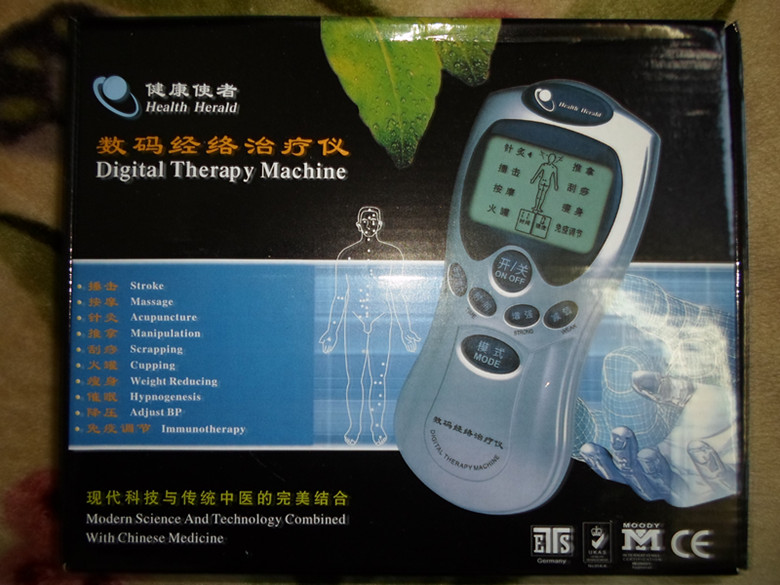 健康使者
Health Herald
数码经络治疗仪
Digital Therapy Machine
Health Herald
针灸
推拿
捶击
刮痧
按摩
瘦身
火罐
免疫调节
开/关
ON OFF
增强
STRONG
减弱
WEAK
模式
MODE
数码经络治疗仪
DIGITAL THERAPY MACHINE
捶击 Stroke
按摩 Massage
针灸 Acupuncture
推拿 Manipulation
刮痧 Scrapping
火罐 Cupping
瘦身 Weight Reducing
催眠 Hypnogenesis
降压 Adjust BP
免疫调节 Immunotherapy
现代科技与传统中医的完美结合
Modern Science And Technology Combined
With Chinese Medicine
ETS
Germany
UKAS
MOODY
CE